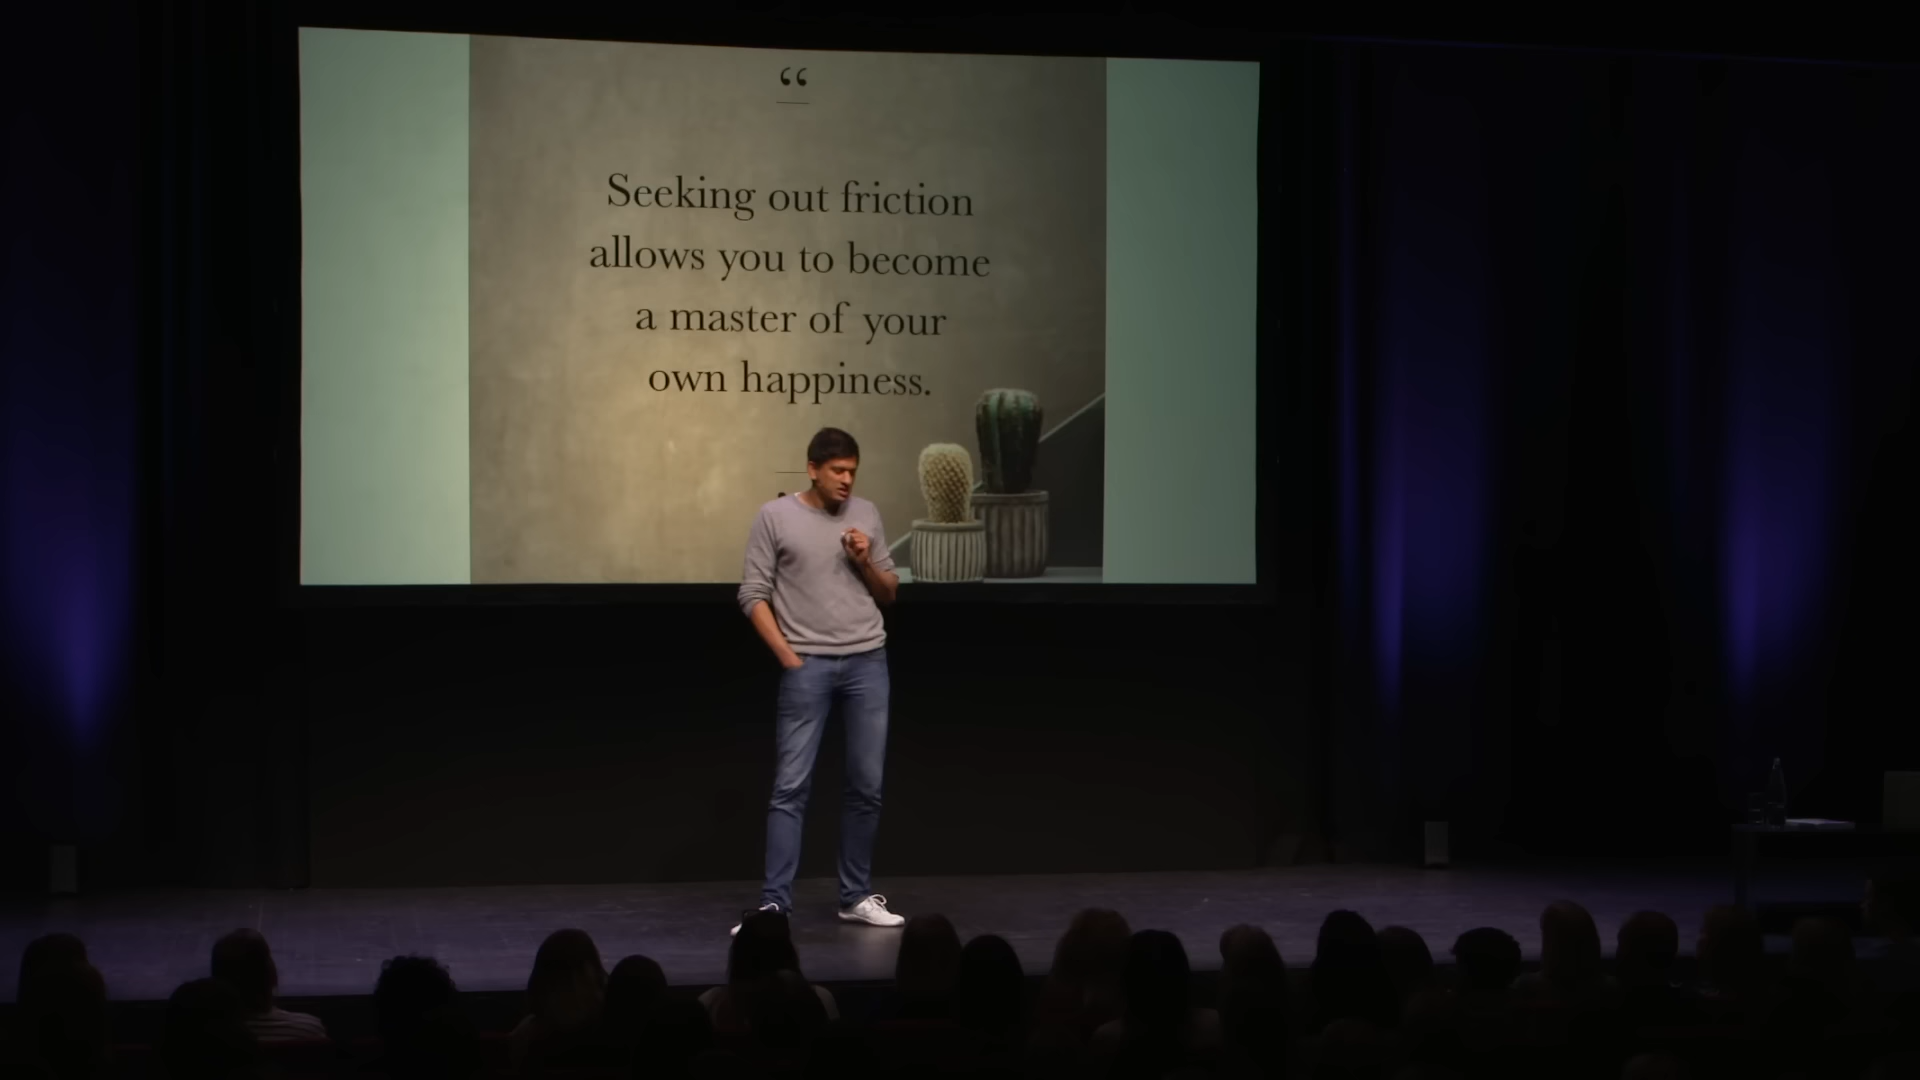 “
Seeking out friction
allows you to become
a master of your
own happiness.